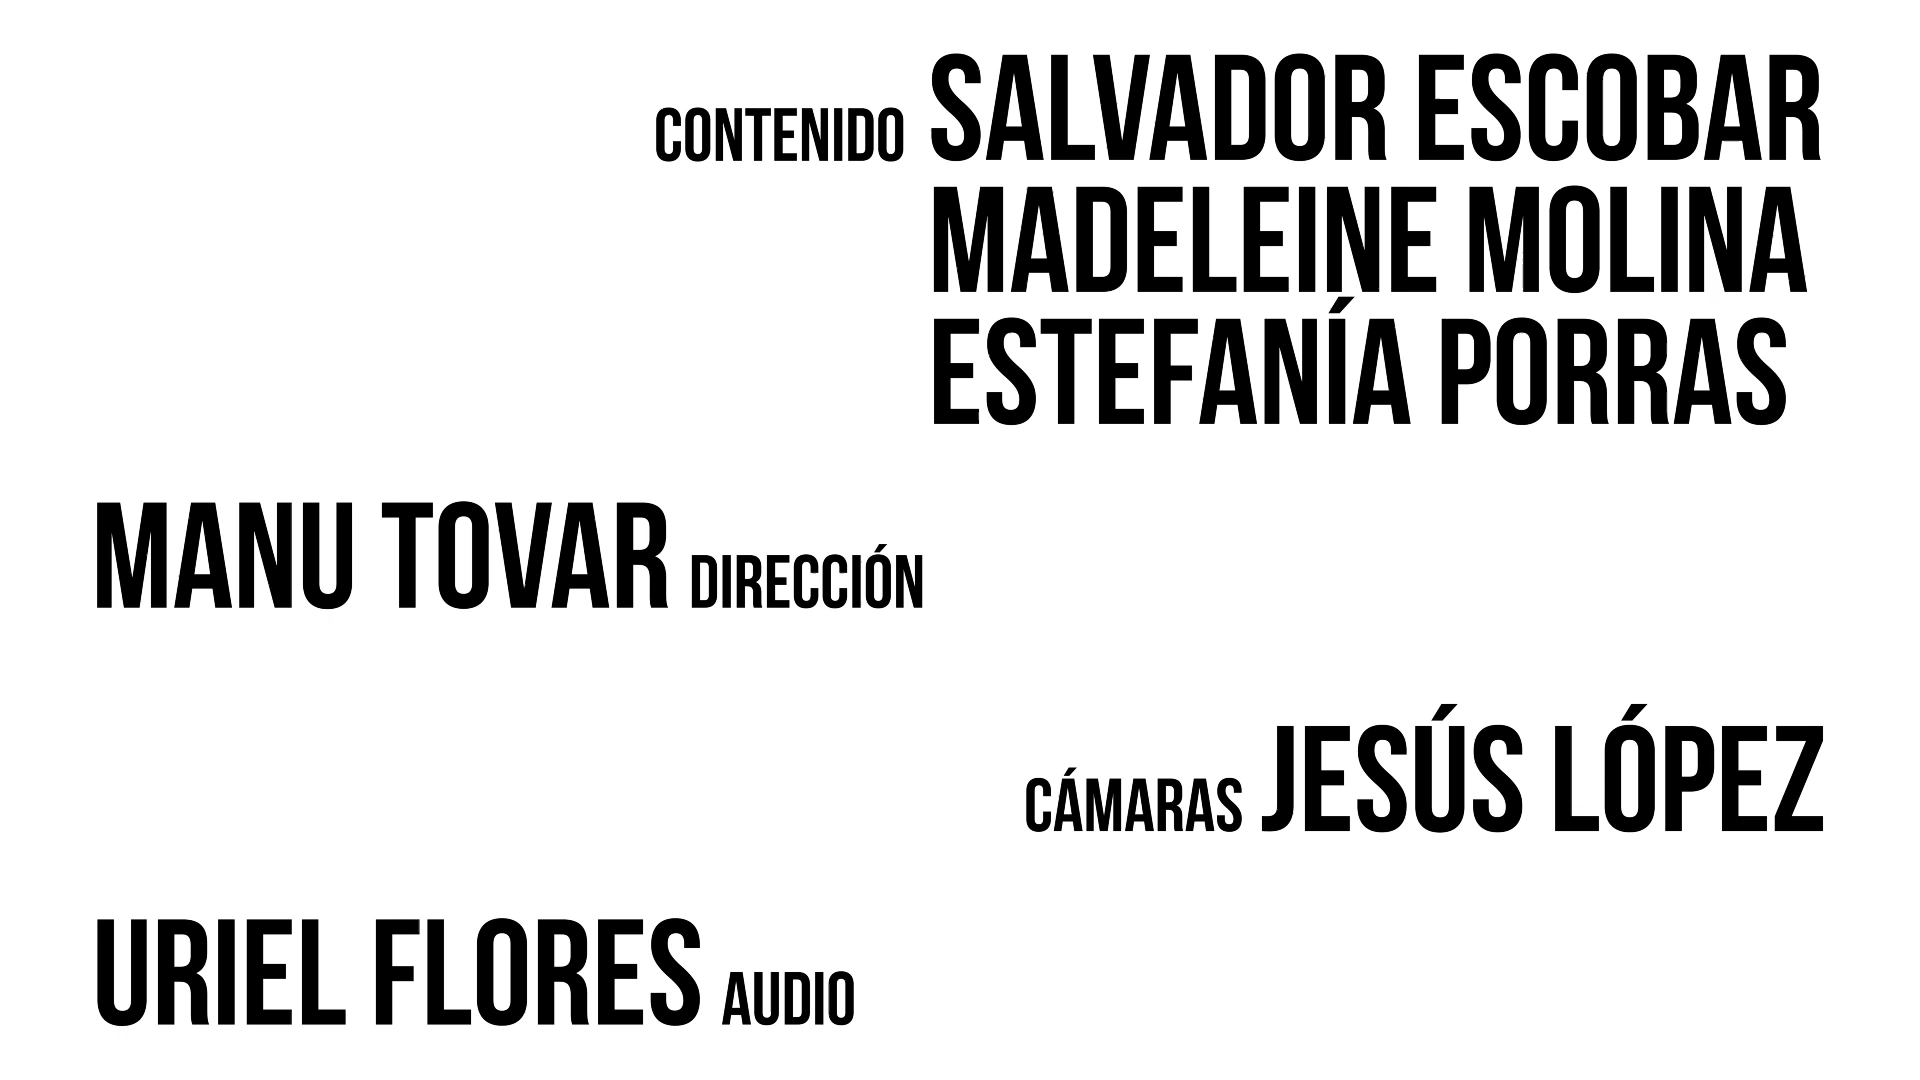 CONTENIDO SALVADOR ESCOBAR
MADELEINE MOLINA
ESTEFANÍA PORRAS
MANU TOVAR DIRECCIÓN
CÁMARAS JESÚS LÓPEZ
URIEL FLORES AUDIO